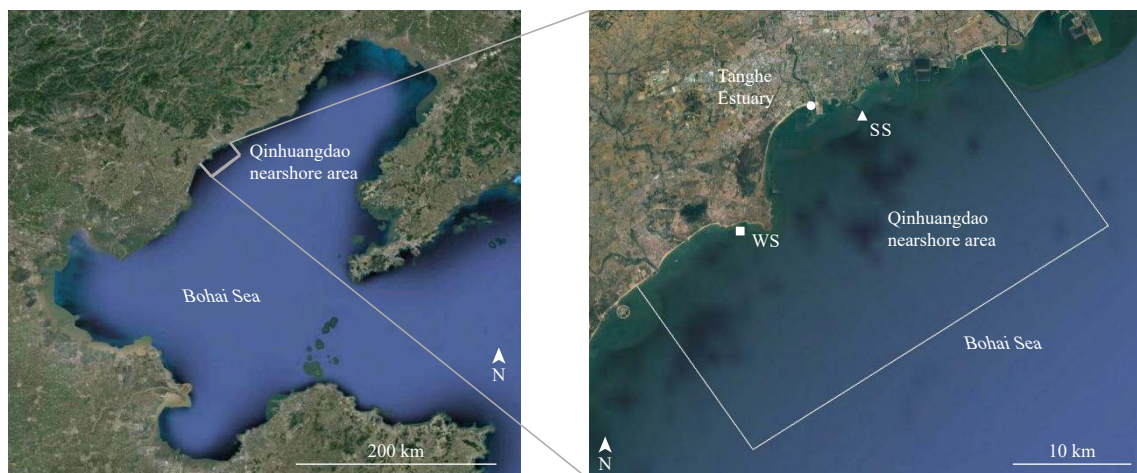 Qinhuangdao
nearshore area
Bohai Sea
N
200 km
Tanghe
Estuary
SS
WS
Qinhuangdao
nearshore area
Bohai Sea
N
10 km